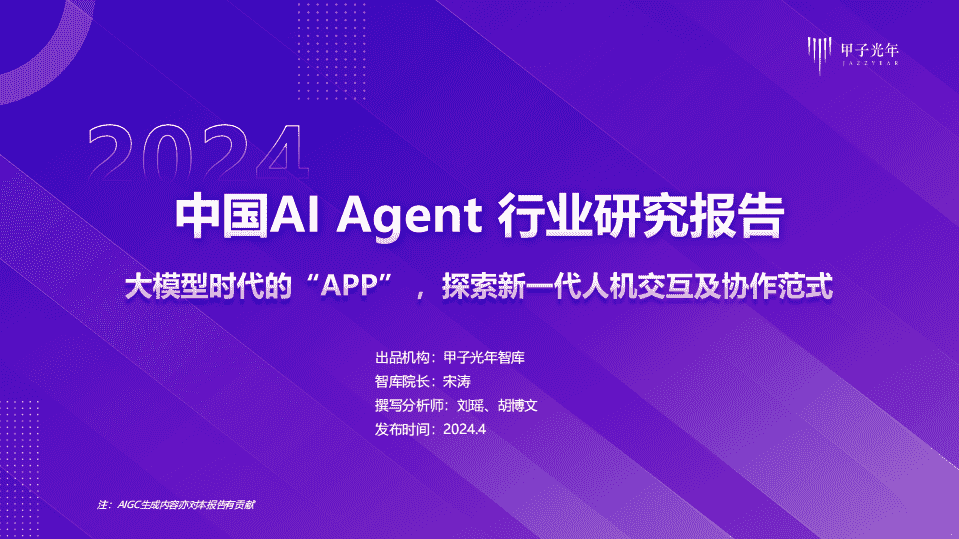 甲子光年
JAZZYEAR
2024
中国AI Agent 行业研究报告
大模型时代的“APP”，探索新一代人机交互及协作范式
出品机构：甲子光年智库
智库院长：宋涛
撰写分析师：刘瑶、胡博文
发布时间：2024.4
注：AIGC生成内容亦对本报告有贡献